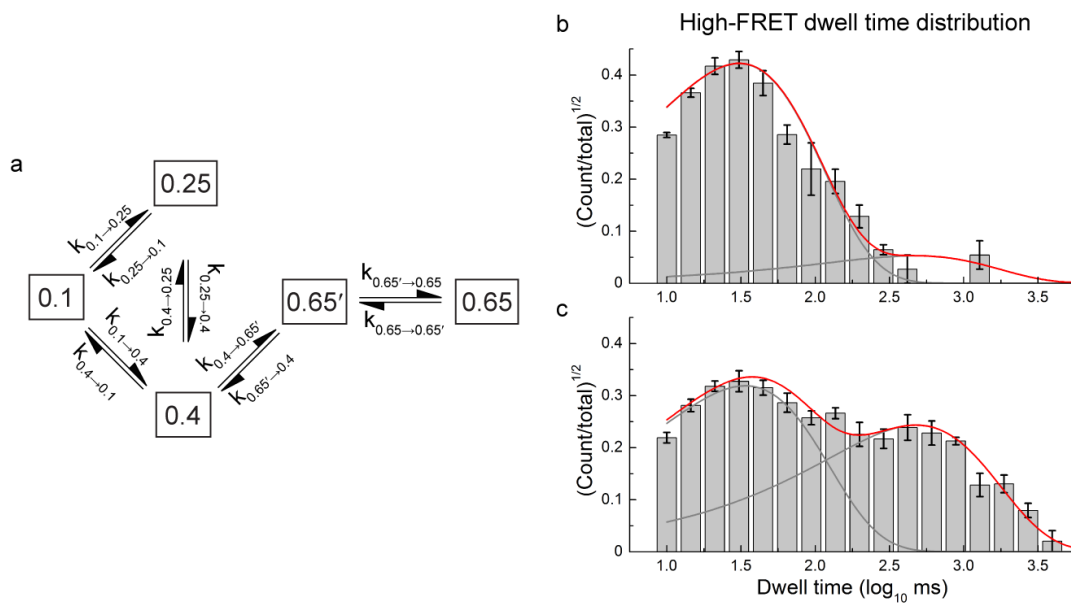 a
0.25
k0.1→0.25
k0.25→0.1
0.1
k0.4→0.25
k0.25→0.4
k0.1→0.4
k0.4→0.1
0.4
k0.4→0.65′
k0.65′→0.4
0.65′
k0.65′→0.65
k0.65→0.65′
0.65
b
High-FRET dwell time distribution
(Count/total)1/2
0.4
0.3
0.2
0.1
0
1.0 1.5 2.0 2.5 3.0 3.5
c
(Count/total)1/2
0.4
0.3
0.2
0.1
0
1.0 1.5 2.0 2.5 3.0 3.5
Dwell time (log10 ms)